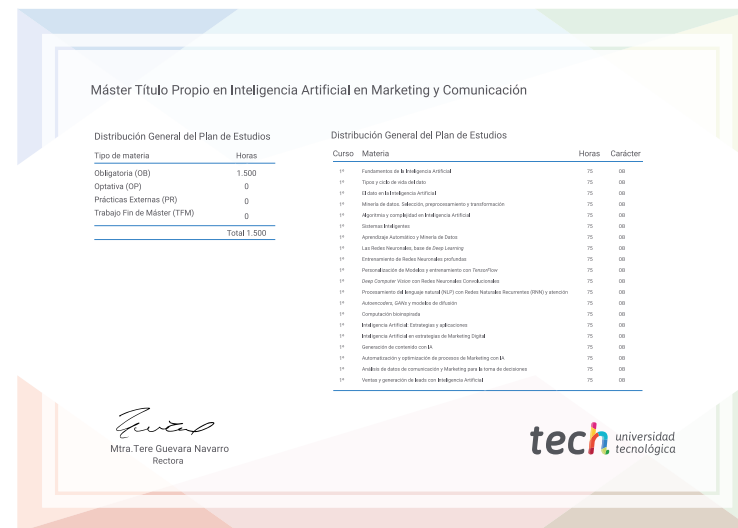 Máster Título Propio en Inteligencia Artificial en Marketing y Comunicación
Distribución General del Plan de Estudios
Tipo de materia Horas
Obligatoria (OB) 1.500
Optativa (OP) 0
Prácticas Externas (PR) 0
Trabajo Fin de Máster (TFM) 0
Total 1.500
Distribución General del Plan de Estudios
Curso Materia Horas Carácter
1º Fundamentos de la Inteligencia Artificial 75 OB
1º Tipos y ciclo de vida del dato 75 OB
1º El dato en la Inteligencia Artificial 75 OB
1º Minería de datos. Selección, preprocesamiento y transformación 75 OB
1º Algoritmia y complejidad en Inteligencia Artificial 75 OB
1º Sistemas Inteligentes 75 OB
1º Aprendizaje Automático y Minería de Datos 75 OB
1º Las Redes Neuronales, base de Deep Learning 75 OB
1º Entrenamiento de Redes Neuronales profundas 75 OB
1º Personalización de Modelos y entrenamiento con TensorFlow 75 OB
1º Deep Computer Vision con Redes Neuronales Convolucionales 75 OB
1º Procesamiento del lenguaje natural (NLP) con Redes Naturales Recurrentes (RNN) y atención 75 OB
1º Autoencoders, GANs y modelos de difusión 75 OB
1º Computación bioinspirada 75 OB
1º Inteligencia Artificial: Estrategias y aplicaciones 75 OB
1º Inteligencia Artificial en estrategias de Marketing Digital 75 OB
1º Generación de contenido con IA 75 OB
1º Automatización y optimización de procesos de Marketing con IA 75 OB
1º Análisis de datos de comunicación y Marketing para la toma de decisiones 75 OB
1º Ventas y generación de leads con Inteligencia Artificial 75 OB
Mtra.Tere Guevara Navarro
Rectora
tech universidad
tecnológica